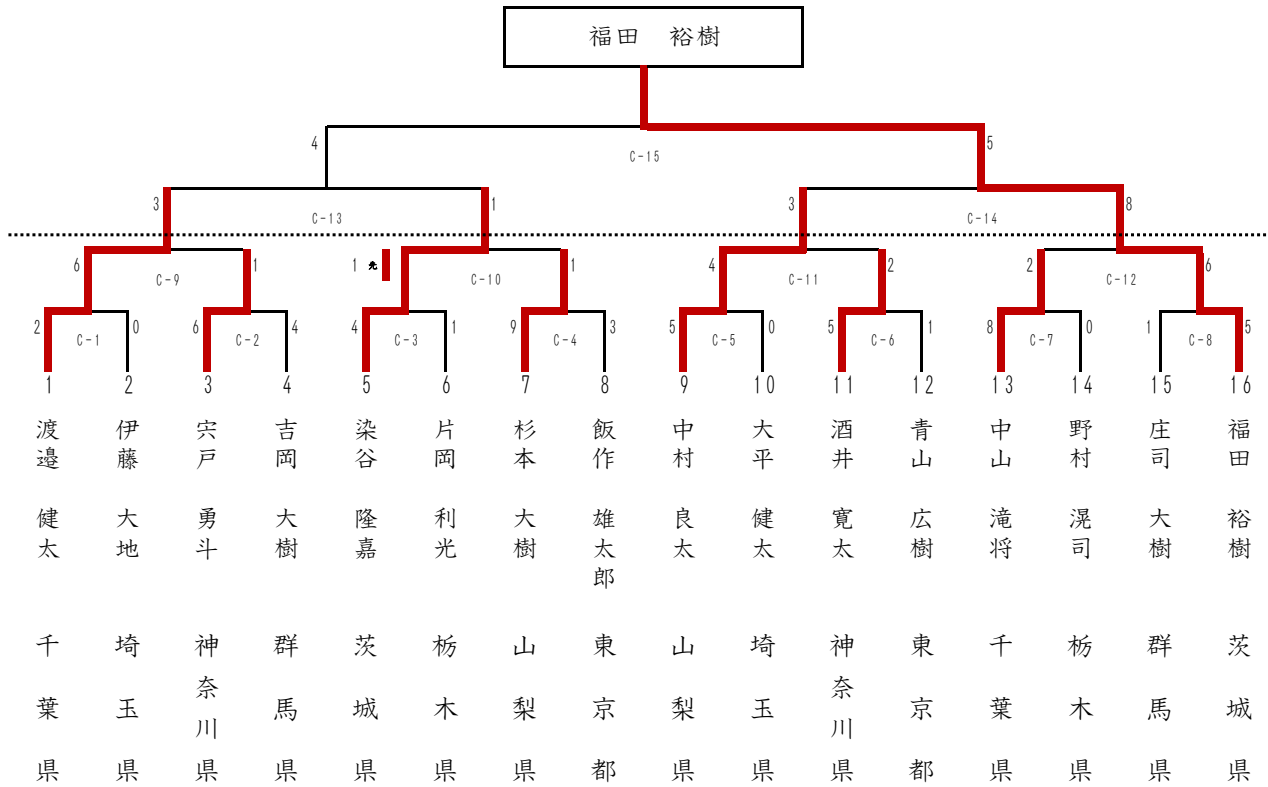 福田 裕樹
4
C-15
5
3
C-13
1
3
C-14
8
6
C-9
1
1
先
C-10
1
4
C-11
2
2
C-12
6
2
C-1
0
6
C-2
4
4
C-3
1
9
C-4
3
5
C-5
0
5
C-6
1
8
C-7
0
1
C-8
5
1
2
3
4
5
6
7
8
9
10
11
12
13
14
15
16
渡邉 健太
伊藤 大地
宍戸 勇斗
吉岡 大樹
染谷 隆嘉
片岡 利光
杉本 大樹
飯作 雄太郎
中村 良太
大平 健太
酒井 寛太
青山 広樹
中山 滝将
野村 滉司
庄司 大樹
福田 裕樹
千葉県
埼玉県
神奈川県
群馬県
茨城県
栃木県
山梨県
東京都
山梨県
埼玉県
神奈川県
東京都
千葉県
栃木県
群馬県
茨城県